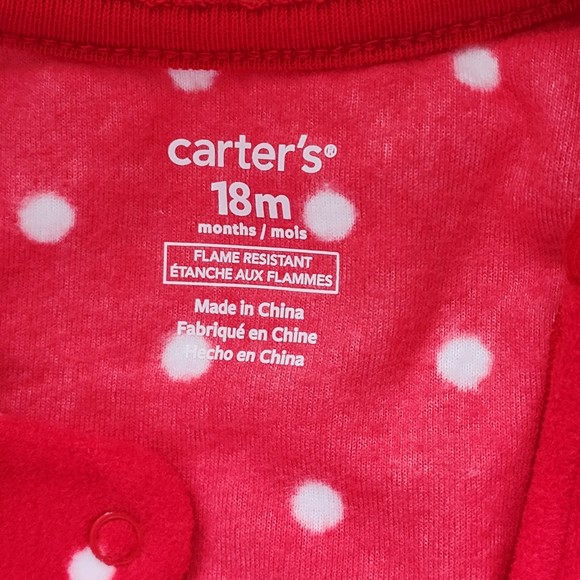 carter's®
18m
months / mois
FLAME RESISTANT
ÉTANCHE AUX FLAMMES
Made in China
Fabriqué en Chine
Hecho en China